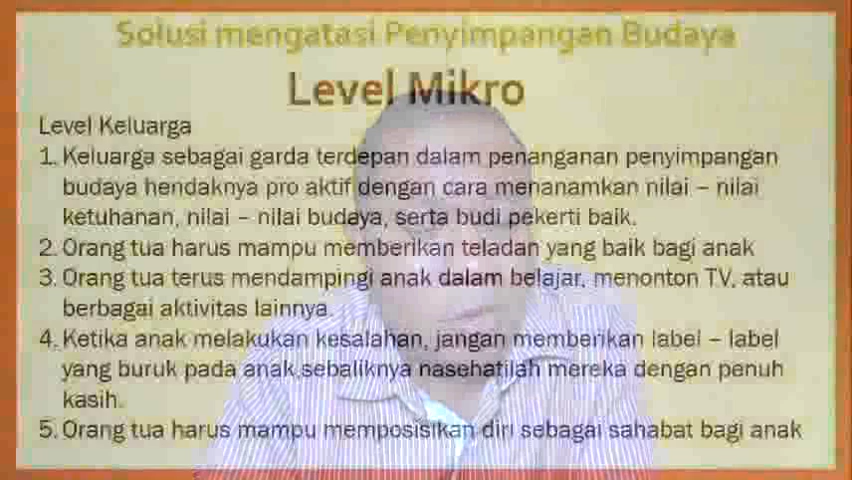 Solusi mengatasi Penyimpangan Budaya
Level Mikro
Level Keluarga
1. Keluarga sebagai garda terdepan dalam penanganan penyimpangan
budaya hendaknya pro aktif dengan cara menanamkan nilai – nilai
ketuhanan, nilai – nilai budaya, serta budi pekerti baik.
2. Orang tua harus mampu memberikan teladan yang baik bagi anak
3. Orang tua terus mendampingi anak dalam belajar, menonton TV, atau
berbagai aktivitas lainnya.
4. Ketika anak melakukan kesalahan, jangan memberikan label – label
yang buruk pada anak,sebaliknya nasehatilah mereka dengan penuh
kasih.
5. Orang tua harus mampu memposisikan diri sebagai sahabat bagi anak